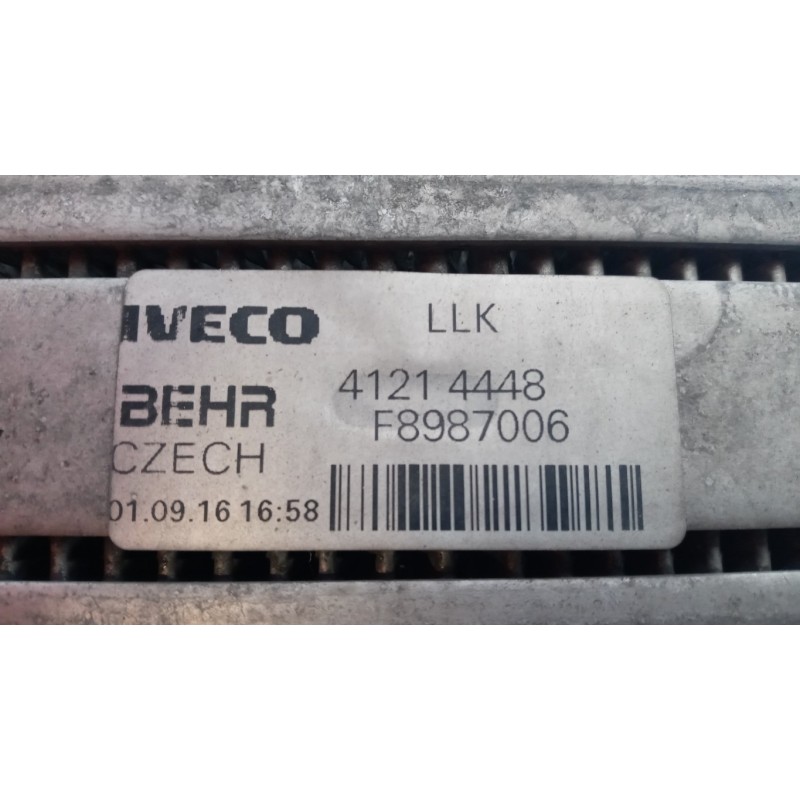 IVECO LLK
BEHR 4121 4448
F8987006
CZECH
01.09.16 16:58